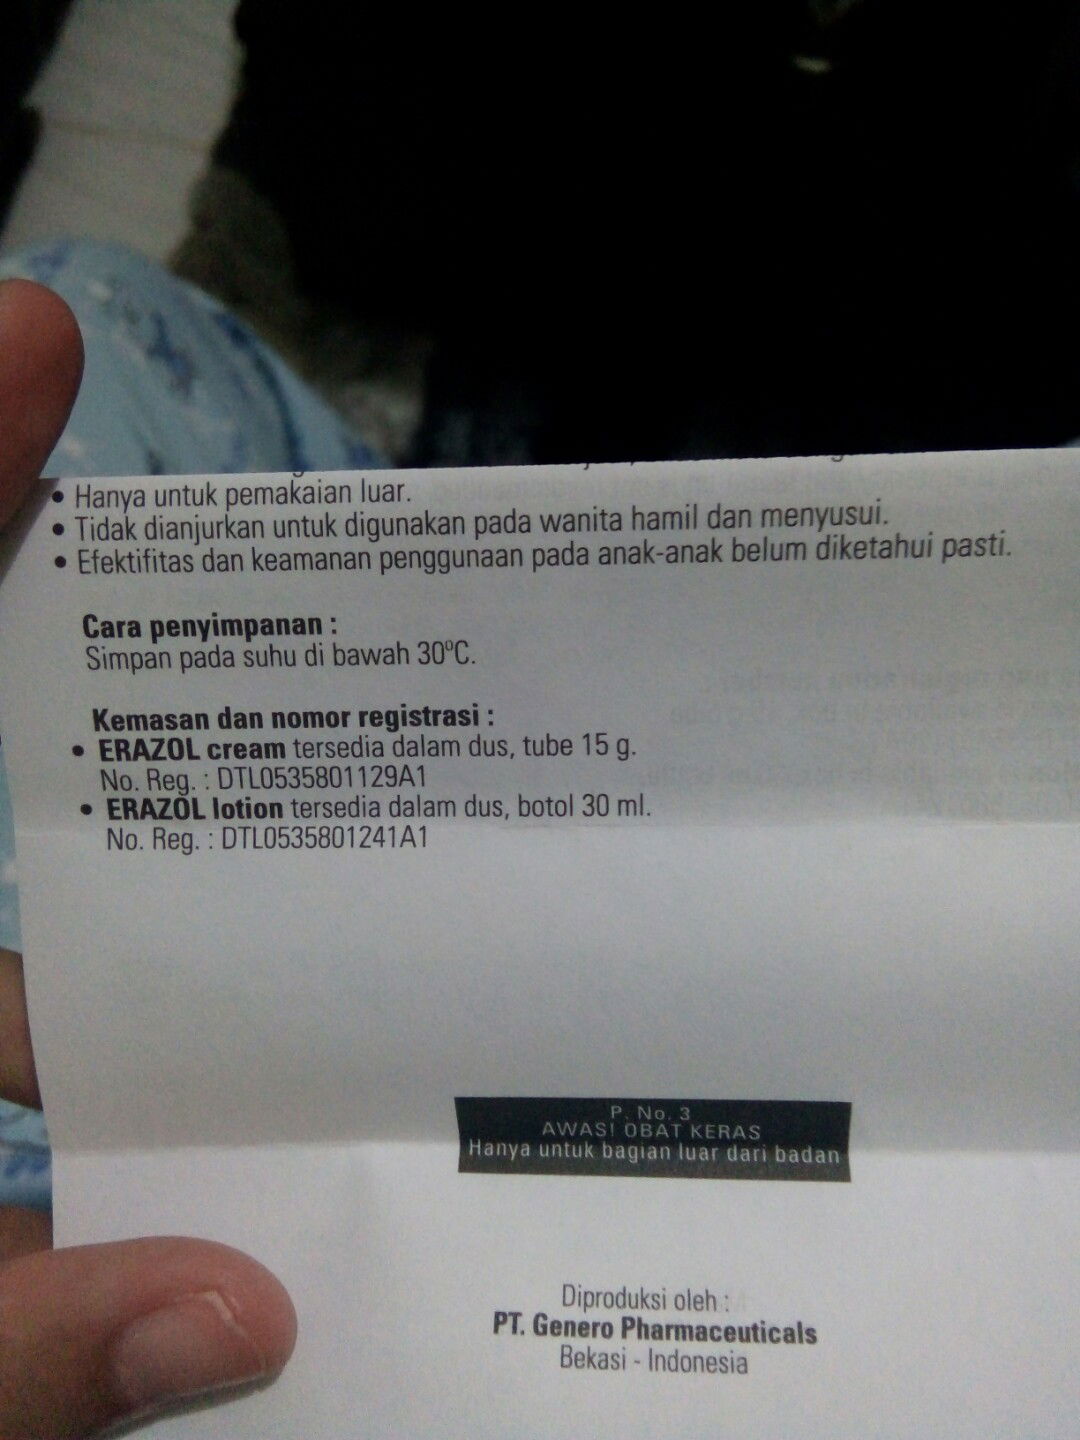 • Hanya untuk pemakaian luar.
• Tidak dianjurkan untuk digunakan pada wanita hamil dan menyusui.
• Efektifitas dan keamanan penggunaan pada anak-anak belum diketahui pasti.
Cara penyimpanan :
Simpan pada suhu di bawah 30ºC.
Kemasan dan nomor registrasi :
• ERAZOL cream tersedia dalam dus, tube 15 g.
No. Reg. : DTL0535801129A1
• ERAZOL lotion tersedia dalam dus, botol 30 ml.
No. Reg. : DTL0535801241A1
P. No. 3
AWAS! OBAT KERAS
Hanya untuk bagian luar dari badan
Diproduksi oleh :
PT. Genero Pharmaceuticals
Bekasi - Indonesia